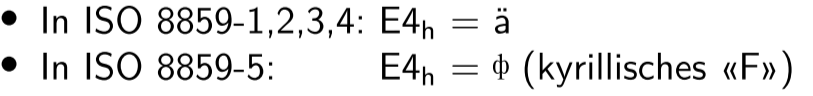 • In ISO 8859-1,2,3,4: E4ₕ = ä
• In ISO 8859-5: E4ₕ = ф (kyrillisches «F»)